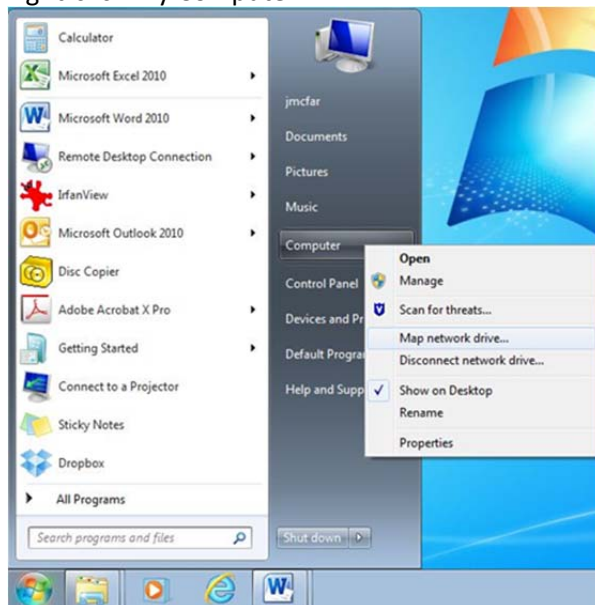 Calculator
Microsoft Excel 2010
Microsoft Word 2010
Remote Desktop Connection
IrfanView
Microsoft Outlook 2010
Disc Copier
Adobe Acrobat X Pro
Getting Started
Connect to a Projector
Sticky Notes
Dropbox
All Programs
Search programs and files
jmcfar
Documents
Pictures
Music
Computer
Control Panel
Devices and Pr
Default Progra
Help and Supp
Shut down
Open
Manage
Scan for threats...
Map network drive...
Disconnect network drive...
Show on Desktop
Rename
Properties